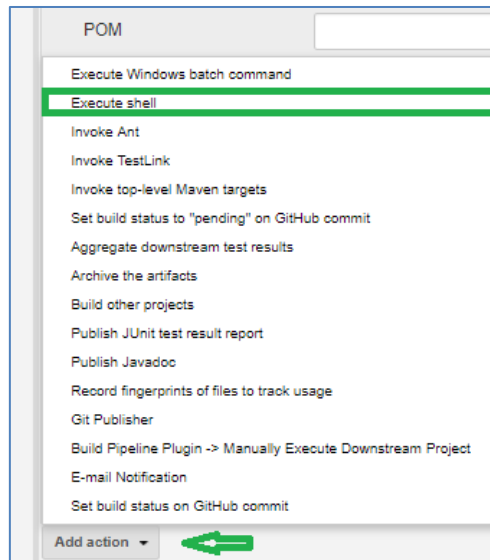 POM
Execute Windows batch command
Execute shell
Invoke Ant
Invoke TestLink
Invoke top-level Maven targets
Set build status to "pending" on GitHub commit
Aggregate downstream test results
Archive the artifacts
Build other projects
Publish JUnit test result report
Publish Javadoc
Record fingerprints of files to track usage
Git Publisher
Build Pipeline Plugin -> Manually Execute Downstream Project
E-mail Notification
Set build status on GitHub commit
Add action